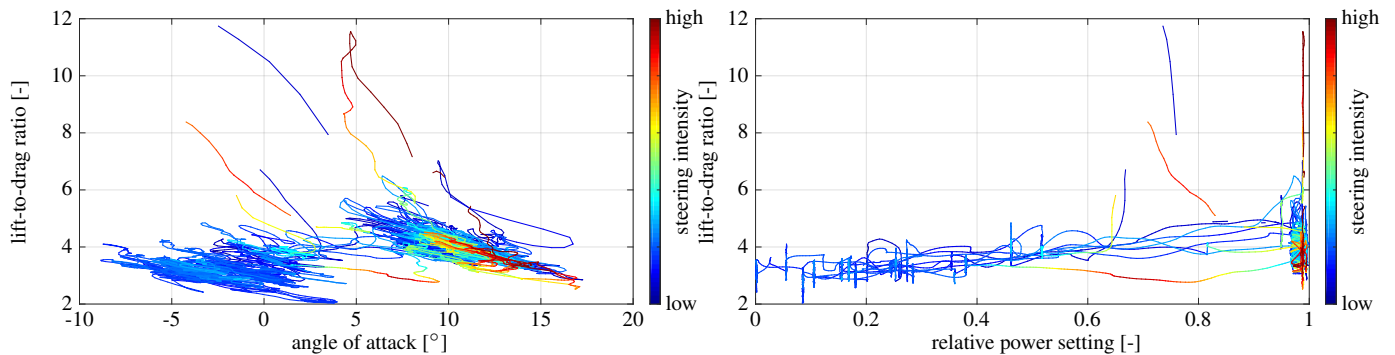 12
10
8
6
4
2
-10
-5
0
5
10
15
20
lift-to-drag ratio [-]
angle of attack [°]
high
steering intensity
low
12
10
8
6
4
2
0
0.2
0.4
0.6
0.8
1
lift-to-drag ratio [-]
relative power setting [-]
high
steering intensity
low